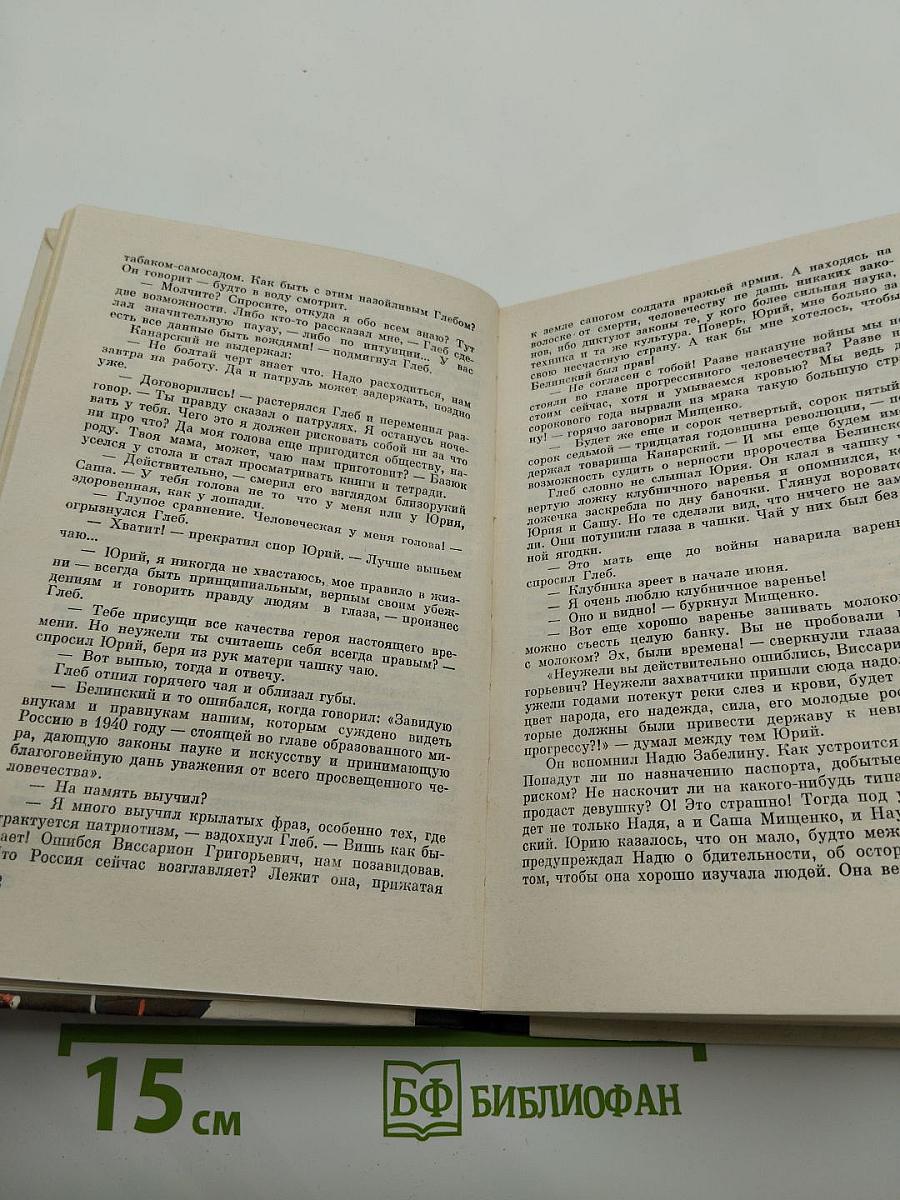 табаком-самосадом. Как быть с этим назойливым Глебом?
Он говорит — будто в воду смотрит.
— Молчите? Спросите, откуда я обо всем знаю? Тут
две возможности. Либо кто-то рассказал мне, — Глеб сде-
лал значительную паузу, — либо по интуиции... У вас
есть все данные быть вождями! — подмигнул Глеб.
Канарский не выдержал:
— Не болтай черт знает что. Надо расходиться, нам
завтра на работу. Да и патруль может задержать, поздно
уже.
— Договорились! — растерялся Глеб и переменил раз-
говор. — Ты правду сказал о патрулях. Я останусь ноче-
вать у тебя. Чего это я должен рисковать собой ни за что
ни про что? Да моя голова еще пригодится обществу, на-
роду. Твоя мама, может, чаю нам приготовит? — Базюк
уселся у стола и стал просматривать книги и тетради.
— Действительно, — смерил его взглядом близорукий
Саша. — У тебя голова не то что у меня или у Юрия,
здоровенная, как у лошади.
— Глупое сравнение. Человеческая у меня голова! —
огрызнулся Глеб.
— Хватит! — прекратил спор Юрий. — Лучше выпьем
чаю...
— Юрий, я никогда не хвастаюсь, мое правило в жиз-
ни — всегда быть принципиальным, верным своим убеж-
дениям и говорить правду людям в глаза, — произнес
Глеб.
— Тебе присущи все качества героя настоящего вре-
мени. Но неужели ты считаешь себя всегда правым? —
спросил Юрий, беря из рук матери чашку чаю.
— Вот выпью, тогда и отвечу.
Глеб отпил горячего чая и облизал губы.
— Белинский и то ошибался, когда говорил: «Завидую
внукам и правнукам нашим, которым суждено видеть
Россию в 1940 году — стоящей во главе образованного ми-
ра, дающую законы науке и искусству и принимающую
благоговейную дань уважения от всего просвещенного че-
ловечества».
— На память выучил?
— Я много выучил крылатых фраз, особенно тех, где
трактуется патриотизм, — вздохнул Глеб. — Вишь как бы-
ает! Ошибся Виссарион Григорьевич, нам позавидовав.
то Россия сейчас возглавляет? Лежит она, прижатая
к земле сапогом солдата вражьей армии. А находясь на
волоске от смерти, человечеству не дашь никаких зако-
нов, ибо диктуют законы те, у кого более сильная наука,
техника и та же культура. Поверь, Юрий, мне больно за
свою несчастную страну. А как бы мне хотелось, чтобы
Белинский был прав!
— Не согласен с тобой! Разве накануне войны мы не
стояли во главе прогрессивного человечества? Разве н
стоим сейчас, хотя и умываемся кровью? Мы ведь д
сорокового года вырвали из мрака такую большую стр
ну! — горячо заговорил Мищенко.
— Будет же еще и сорок четвертый, сорок пятый
сорок седьмой — тридцатая годовщина революции, — по
держал товарища Канарский. — И мы еще будем име
возможность судить о верности пророчества Белинско
Глеб словно не слышал Юрия. Он клал в чашку ч
вертую ложку клубничного варенья и опомнился, ко
ложечка заскребла по дну баночки. Глянул вороват
Юрия и Сашу. Но те сделали вид, что ничего не зам
ли. Они потупили глаза в чашки. Чай у них был без
ной ягодки.
— Это мать еще до войны наварила варень
спросил Глеб.
— Клубника зреет в начале июня.
— Я очень люблю клубничное варенье!
— Оно и видно! — буркнул Мищенко.
— Вот еще хорошо варенье запивать молоко
можно съесть целую банку. Вы не пробовали
с молоком? Эх, были времена! — сверкнули глаза
«Неужели вы действительно ошиблись, Виссари
горьевич? Неужели захватчики пришли сюда надол
ужели годами потекут реки слез и крови, будет
цвет народа, его надежда, сила, его молодые рос
торые должны были привести державу к неви
прогрессу?!» — думал между тем Юрий.
Он вспомнил Надю Забелину. Как устроится
Попадут ли по назначению паспорта, добытые
риском? Не наскочит ли на какого-нибудь типа
продаст девушку? О! Это страшно! Тогда под у
дет не только Надя, а и Саша Мищенко, и Нау
ский. Юрию казалось, что он мало, будто меж
предупреждал Надю о бдительности, об остор
том, чтобы она хорошо изучала людей. Она ве
15 см
БФ БИБЛИОФАН